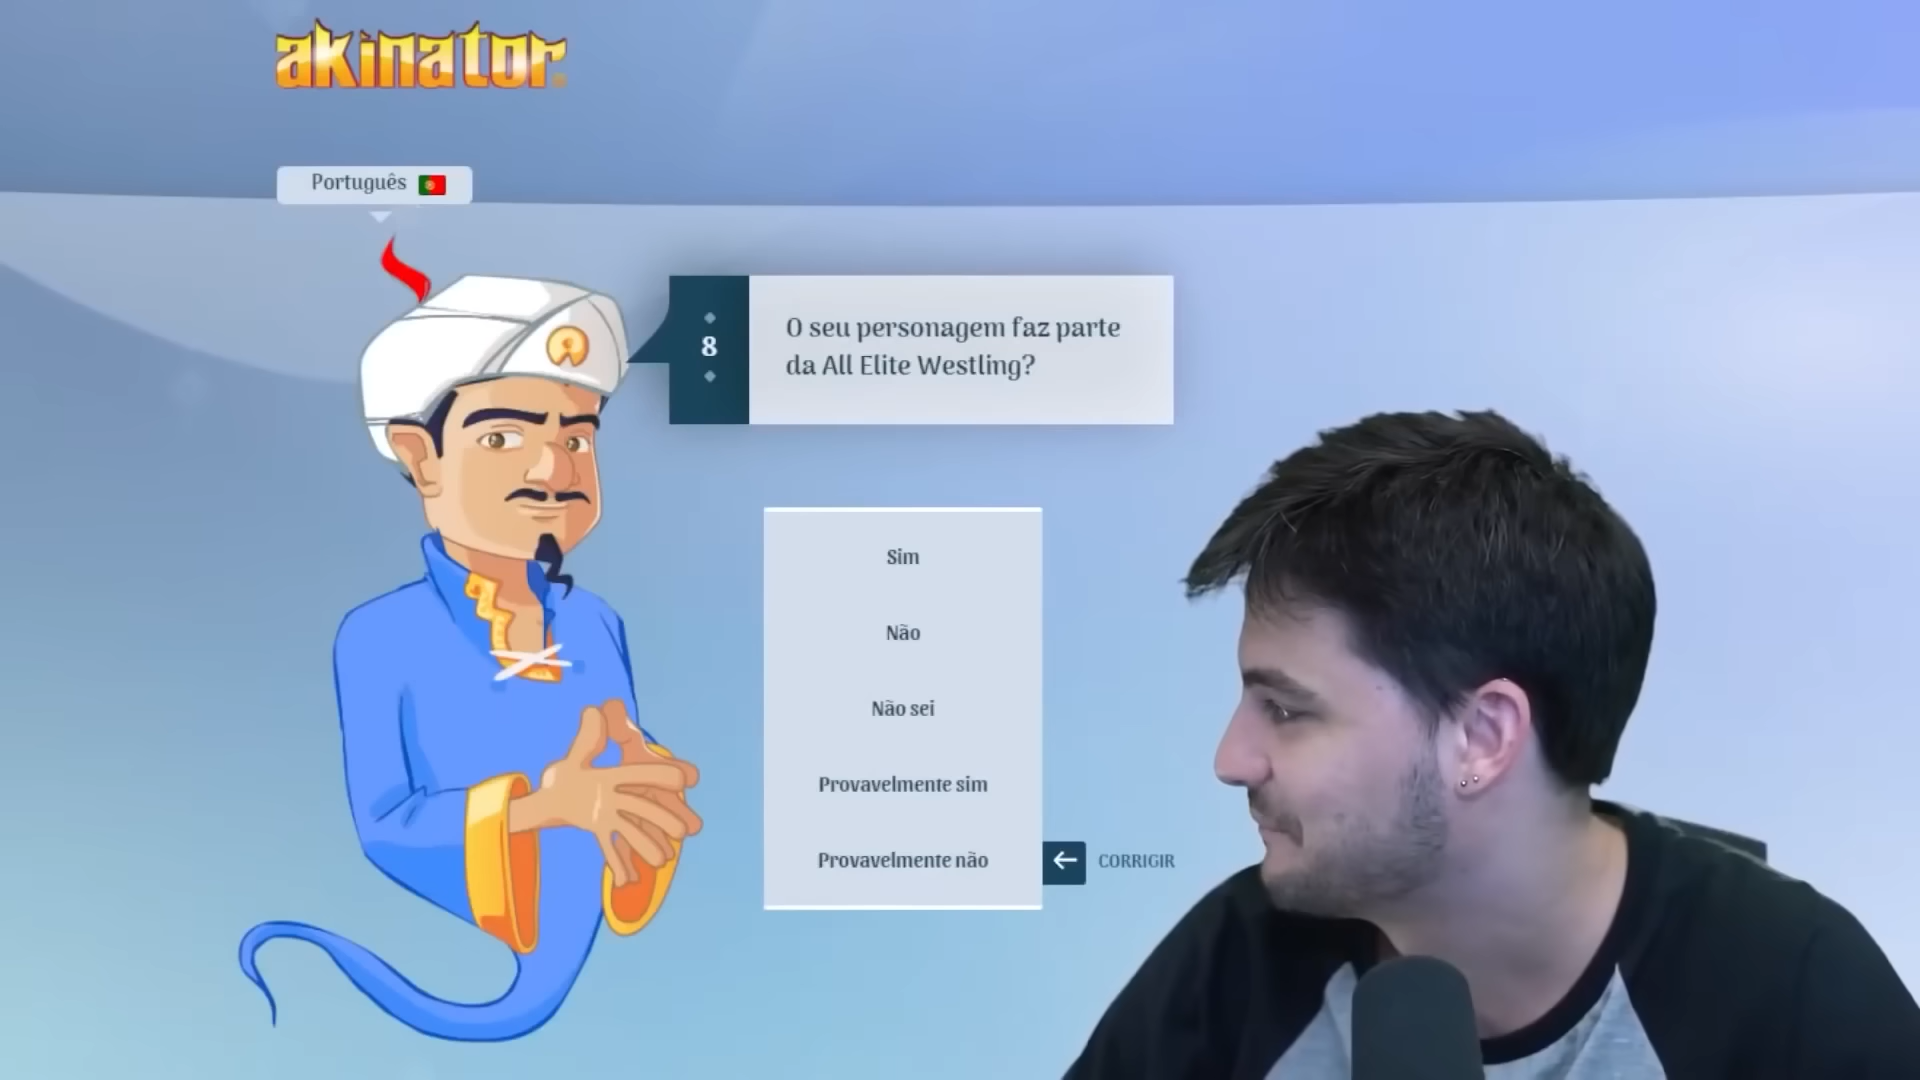 akinator
Português
8
O seu personagem faz parte
da All Elite Westling?
Sim
Não
Não sei
Provavelmente sim
Provavelmente não
CORRIGIR